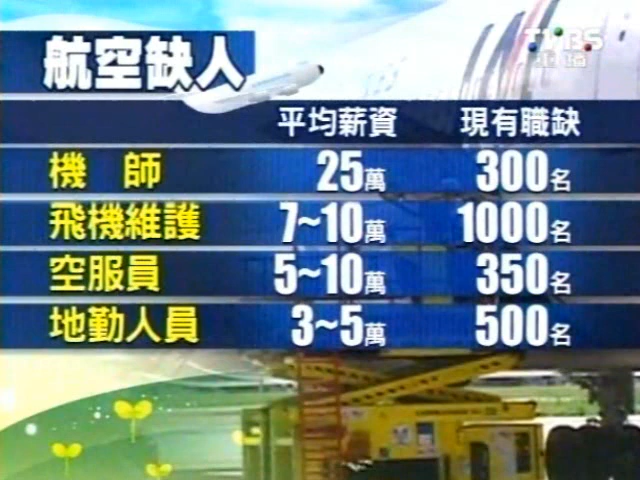 TVBS
重播
航空缺人
平均薪資 現有職缺
機 師 25萬 300名
飛機維護 7~10萬 1000名
空服員 5~10萬 350名
地勤人員 3~5萬 500名